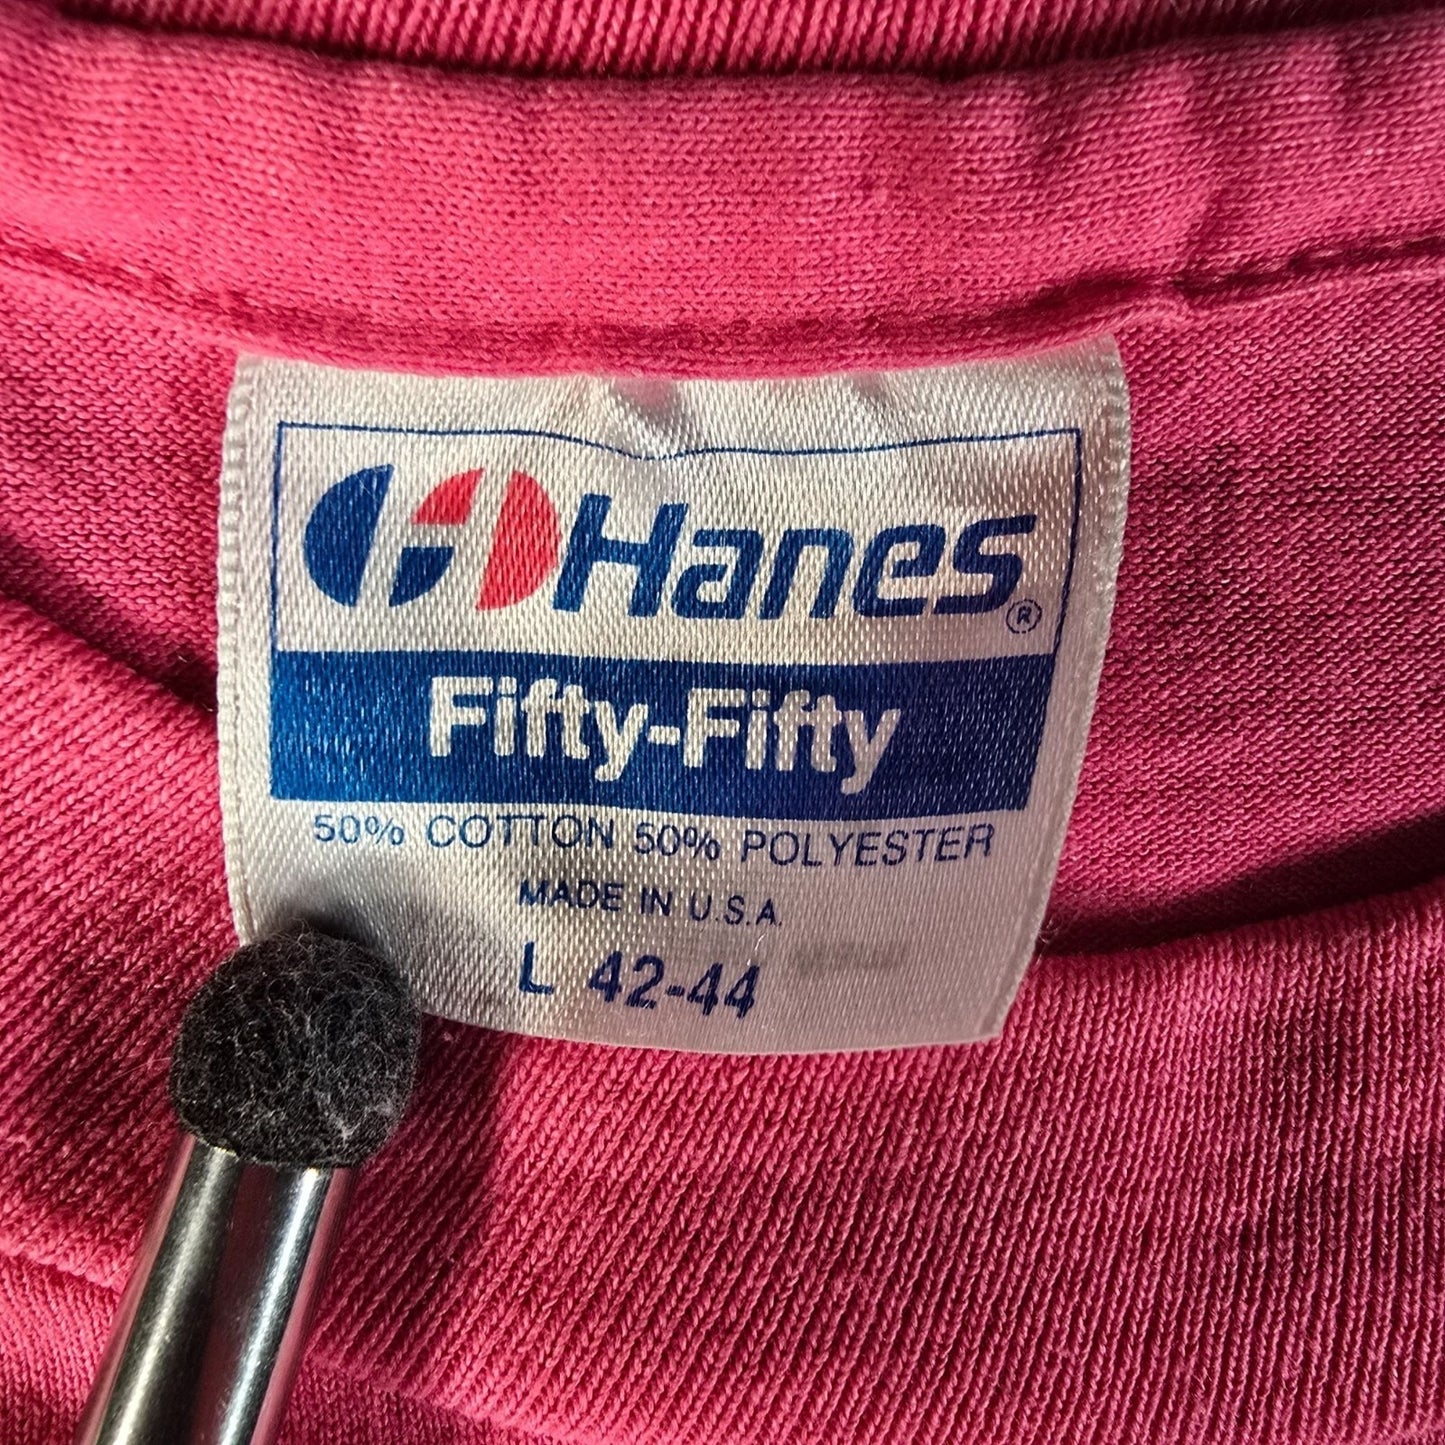 Hanes®
Fifty-Fifty
50% COTTON 50% POLYESTER
MADE IN U.S.A.
L 42-44